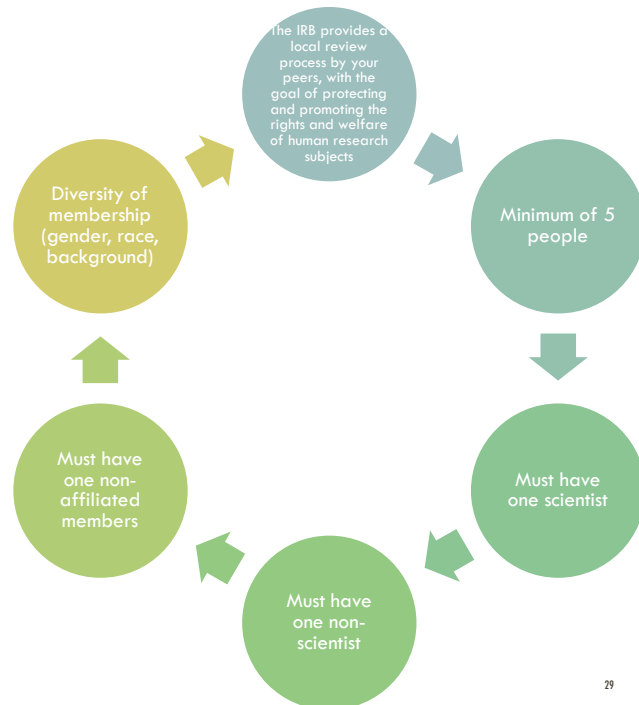 The IRB provides a
local review
process by your
peers, with the
goal of protecting
and promoting the
rights and welfare
of human research
subjects
Minimum of 5
people
Must have
one scientist
Must have
one non-
scientist
Must have
one non-
affiliated
members
Diversity of
membership
(gender, race,
background)
29